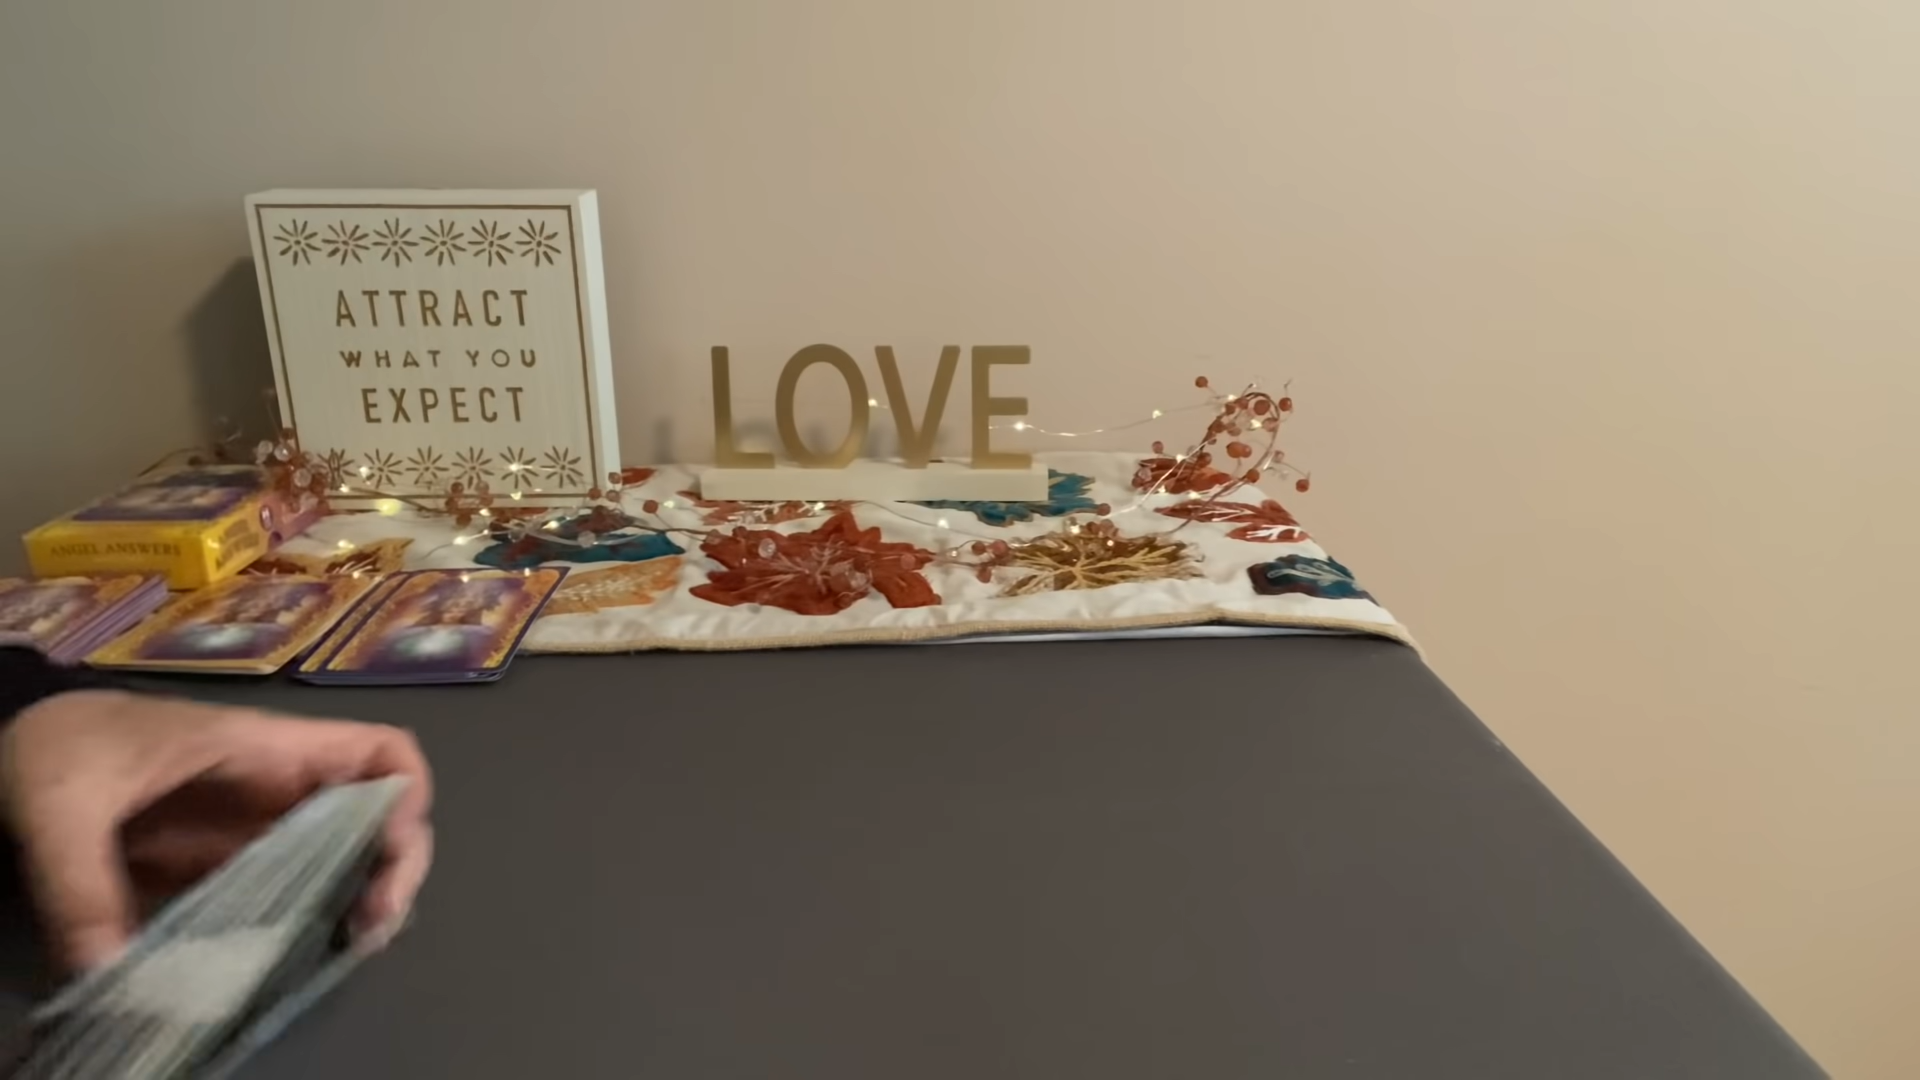 ATTRACT
WHAT YOU
EXPECT
LOVE
ANGEL ANSWERS